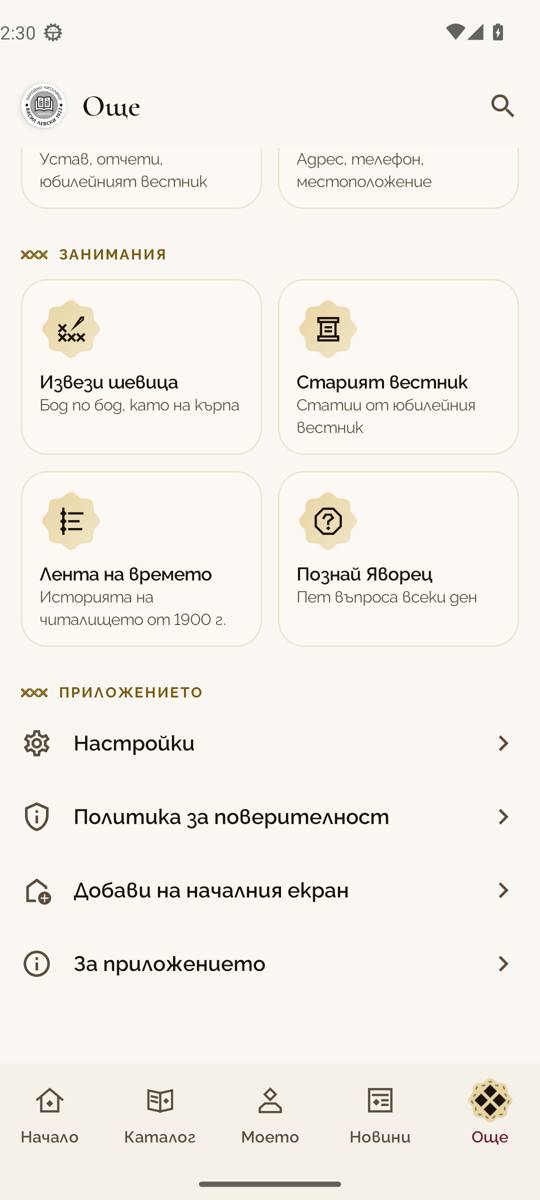 2:30
Още
Устав, отчети,
юбилейният вестник
Адрес, телефон,
местоположение
ЗАНИМАНИЯ
Извези шевица
Бод по бод, като на кърпа
Старият вестник
Статии от юбилейния
вестник
Лента на времето
Историята на
читалището от 1900 г.
Познай Яворец
Пет въпроса всеки ден
ПРИЛОЖЕНИЕТО
Настройки
Политика за поверителност
Добави на началния екран
За приложението
Начало
Каталог
Моето
Новини
Още